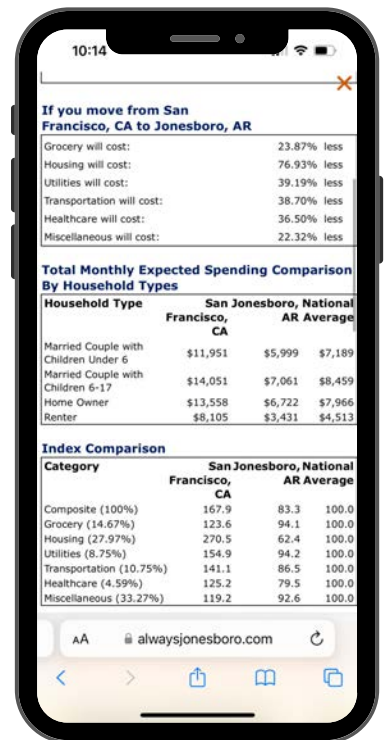 10:14
If you move from San
Francisco, CA to Jonesboro, AR
Grocery will cost: 23.87% less
Housing will cost: 76.93% less
Utilities will cost: 39.19% less
Transportation will cost: 38.70% less
Healthcare will cost: 36.50% less
Miscellaneous will cost: 22.32% less
Total Monthly Expected Spending Comparison
By Household Types
Household Type San Jonesboro, National
Francisco, AR Average
CA
Married Couple with
Children Under 6 $11,951 $5,999 $7,189
Married Couple with
Children 6-17 $14,051 $7,061 $8,459
Home Owner $13,558 $6,722 $7,966
Renter $8,105 $3,431 $4,513
Index Comparison
Category San Jonesboro, National
Francisco, AR Average
CA
Composite (100%) 167.9 83.3 100.0
Grocery (14.67%) 123.6 94.1 100.0
Housing (27.97%) 270.5 62.4 100.0
Utilities (8.75%) 154.9 94.2 100.0
Transportation (10.75%) 141.1 86.5 100.0
Healthcare (4.59%) 125.2 79.5 100.0
Miscellaneous (33.27%) 119.2 92.6 100.0
AA alwaysjonesboro.com